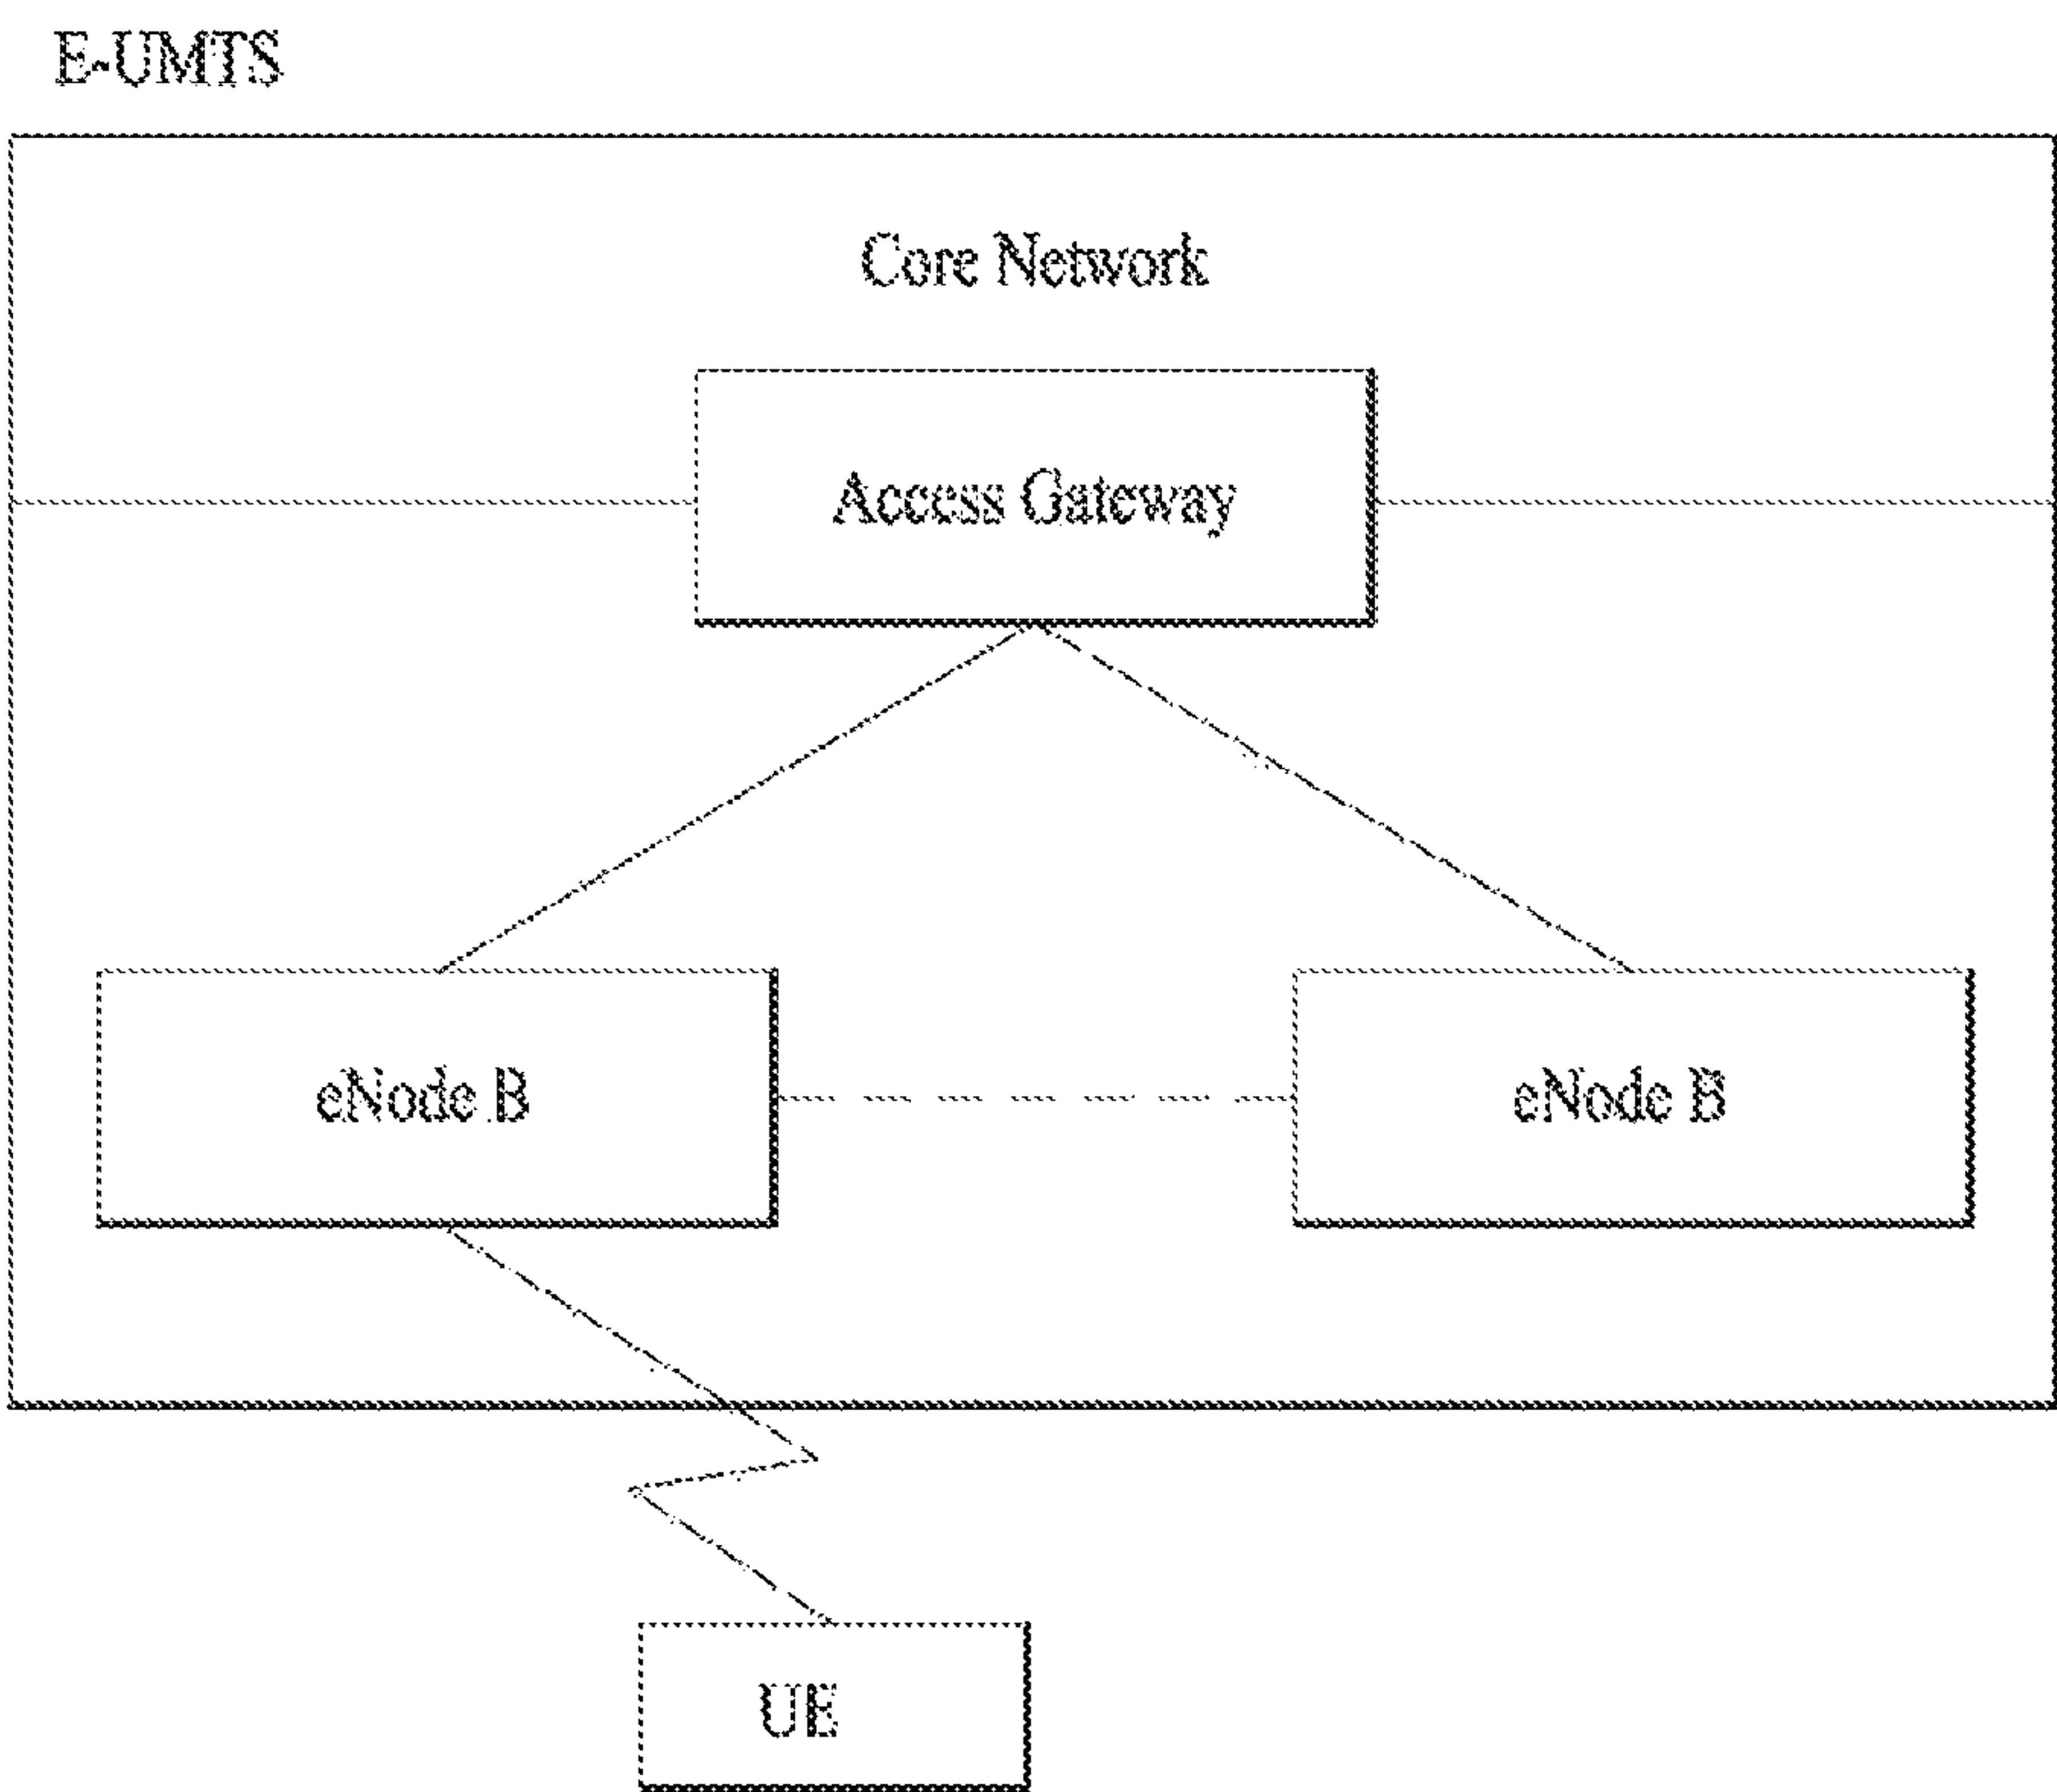 E-UMTS
Core Network
Access Gateway
eNode B
eNode B
UE